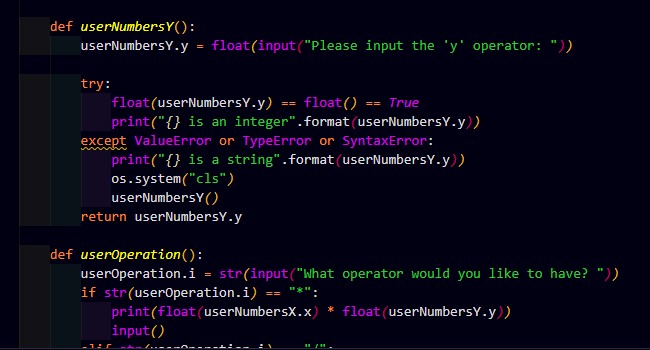 def userNumbersY():
userNumbersY.y = float(input("Please input the 'y' operator: "))
try:
float(userNumbersY.y) == float() == True
print("{} is an integer".format(userNumbersY.y))
except ValueError or TypeError or SyntaxError:
print("{} is a string".format(userNumbersY.y))
os.system("cls")
userNumbersY()
return userNumbersY.y
def userOperation():
userOperation.i = str(input("What operator would you like to have? "))
if str(userOperation.i) == "*":
print(float(userNumbersX.x) * float(userNumbersY.y))
input()
elif str(userOperation.i) == "/":